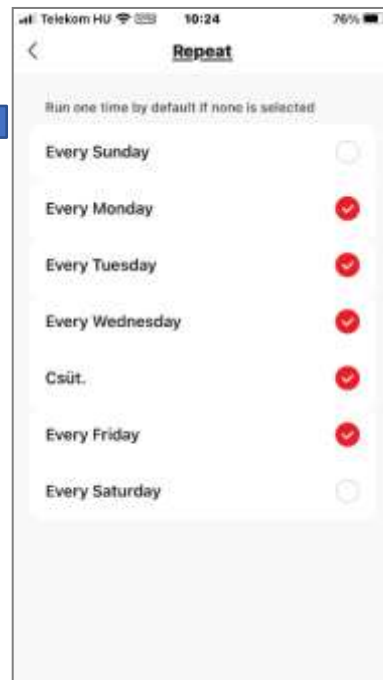 Telekom HU 10:24 76%
Repeat
Run one time by default if none is selected
Every Sunday
Every Monday
Every Tuesday
Every Wednesday
Csüt.
Every Friday
Every Saturday